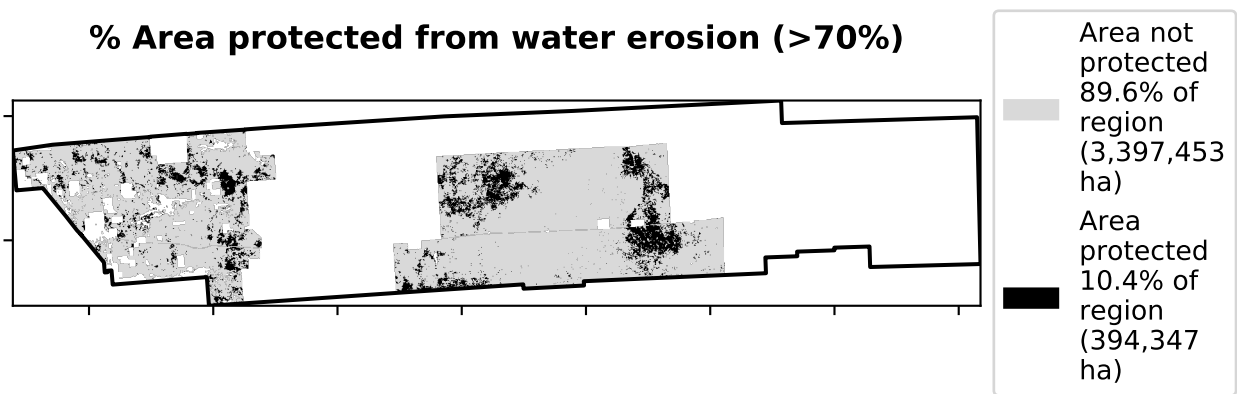 % Area protected from water erosion (>70%)
Area not
protected
89.6% of
region
(3,397,453
ha)
Area
protected
10.4% of
region
(394,347
ha)